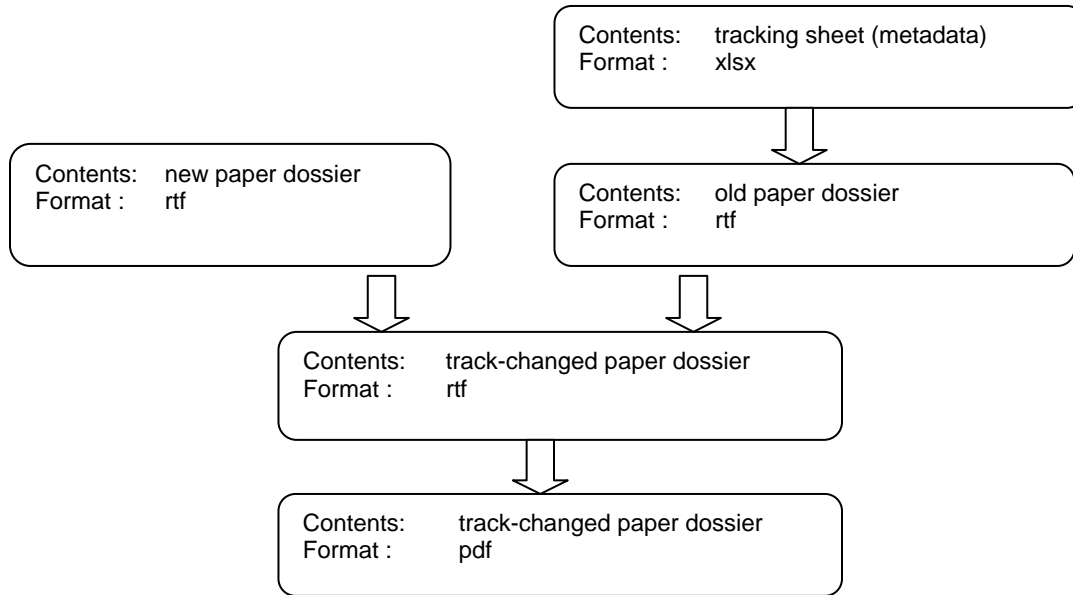 Contents: tracking sheet (metadata)
Format : xlsx
Contents: new paper dossier
Format : rtf
Contents: old paper dossier
Format : rtf
Contents: track-changed paper dossier
Format : rtf
Contents: track-changed paper dossier
Format : pdf